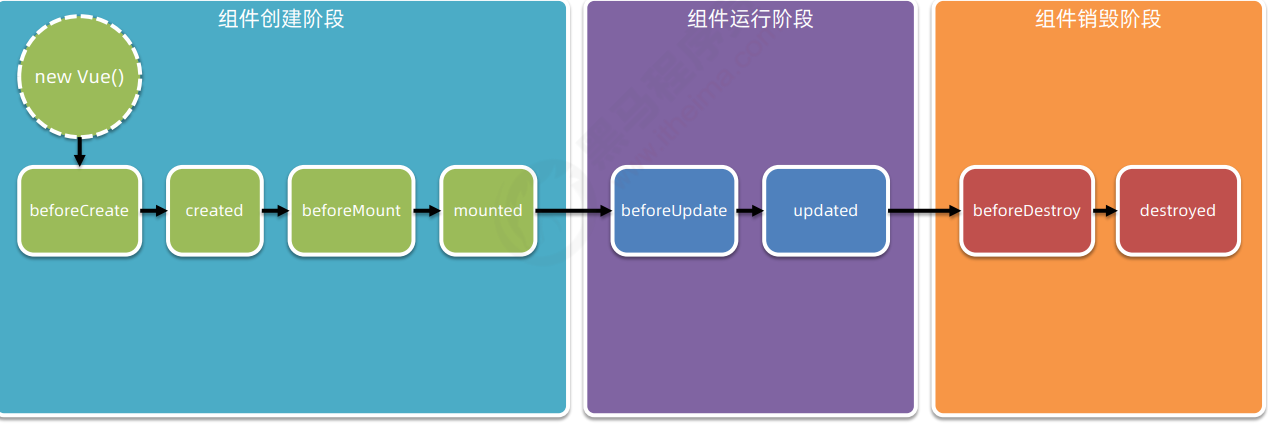 组件创建阶段
new Vue()
beforeCreate
created
beforeMount
mounted
组件运行阶段
beforeUpdate
updated
组件销毁阶段
beforeDestroy
destroyed